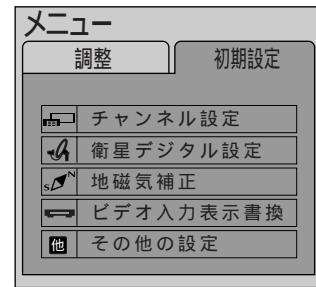 メニュー
調整 初期設定
チャンネル設定
衛星デジタル設定
S N 地磁気補正
ビデオ入力表示書換
他 その他の設定